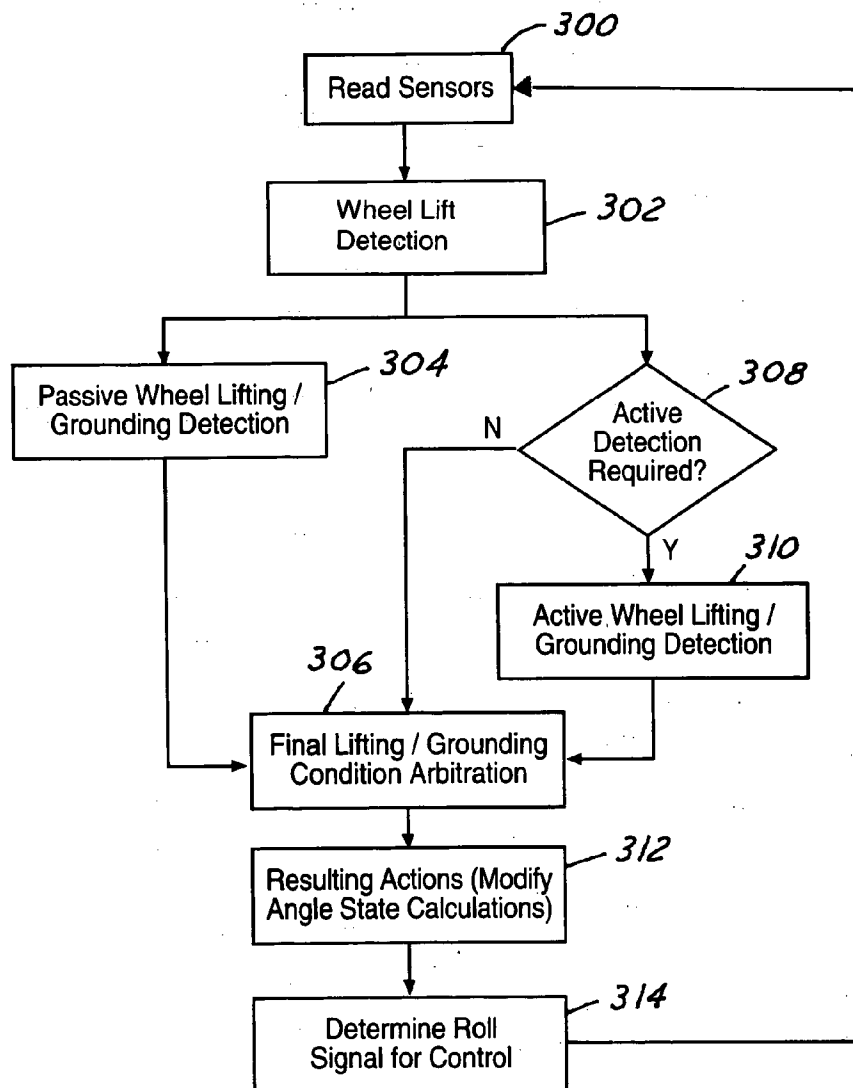 300
Read Sensors
Wheel Lift
Detection
302
304
Passive Wheel Lifting /
Grounding Detection
308
Active
Detection
Required?
N
Y
310
Active Wheel Lifting /
Grounding Detection
306
Final Lifting / Grounding
Condition Arbitration
312
Resulting Actions (Modify
Angle State Calculations)
314
Determine Roll
Signal for Control